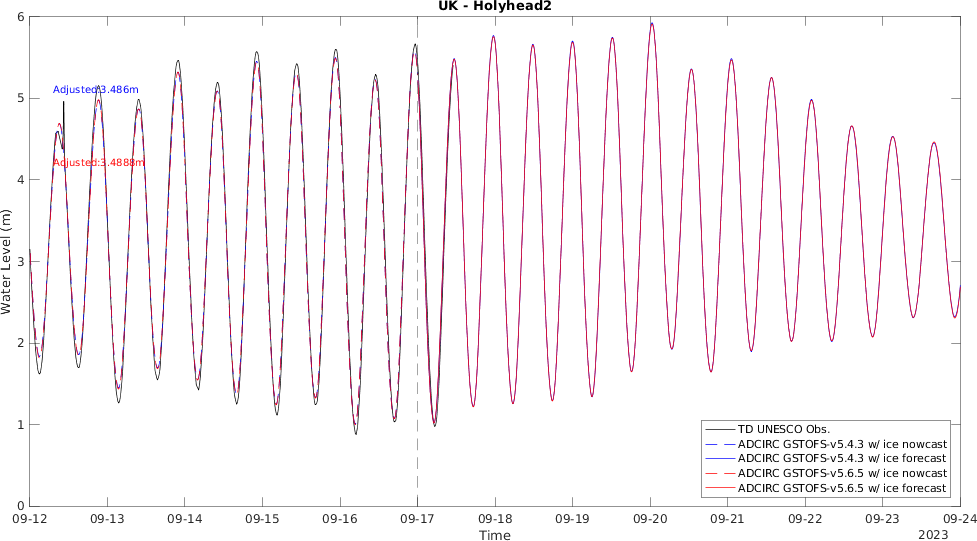 UK - Holyhead2
6
5
4
3
2
1
0
Water Level (m)
Adjusted:3.486m
Adjusted:3.4888m
TD UNESCO Obs.
ADCIRC GSTOFS-v5.4.3 w/ ice nowcast
ADCIRC GSTOFS-v5.4.3 w/ ice forecast
ADCIRC GSTOFS-v5.6.5 w/ ice nowcast
ADCIRC GSTOFS-v5.6.5 w/ ice forecast
09-12 09-13 09-14 09-15 09-16 09-17 09-18 09-19 09-20 09-21 09-22 09-23 09-24
Time
2023